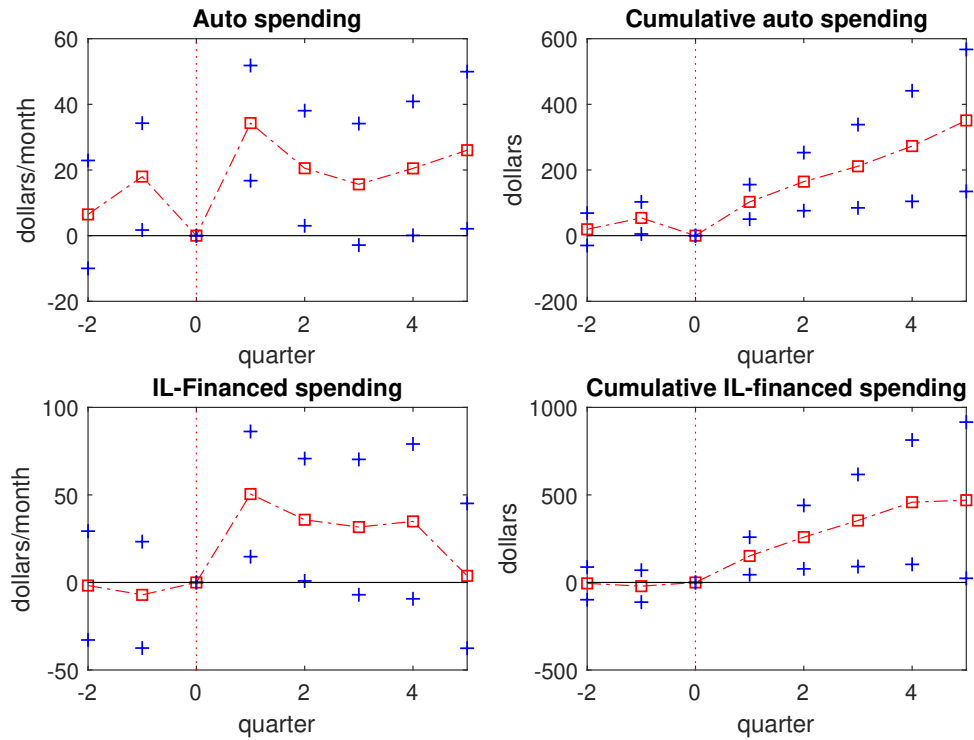 Auto spending
60
40
20
0
-20
dollars/month
-2 0 2 4
quarter
Cumulative auto spending
600
400
200
0
-200
dollars
-2 0 2 4
quarter
IL-Financed spending
100
50
0
-50
dollars/month
-2 0 2 4
quarter
Cumulative IL-financed spending
1000
500
0
-500
dollars
-2 0 2 4
quarter